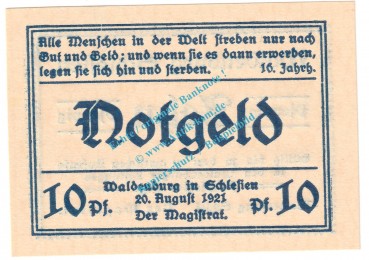 Alle Menschen in der Welt streben nur nach
Gut und Geld; und wenn sie es dann erwerben,
legen sie sich hin und sterben. 16. Jahrh.
Notgeld
10 Pf. Waldenburg in Schlesien Pf. 10
20. August 1921
Der Magistrat.